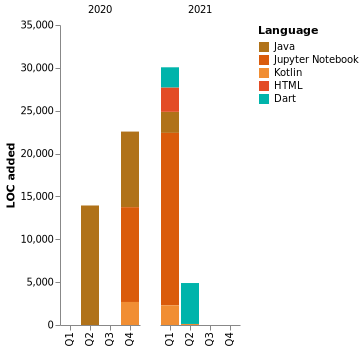 2020 2021
Language
Java
Jupyter Notebook
Kotlin
HTML
Dart
LOC added
35,000
30,000
25,000
20,000
15,000
10,000
5,000
0
Q1 Q2 Q3 Q4 Q1 Q2 Q3 Q4